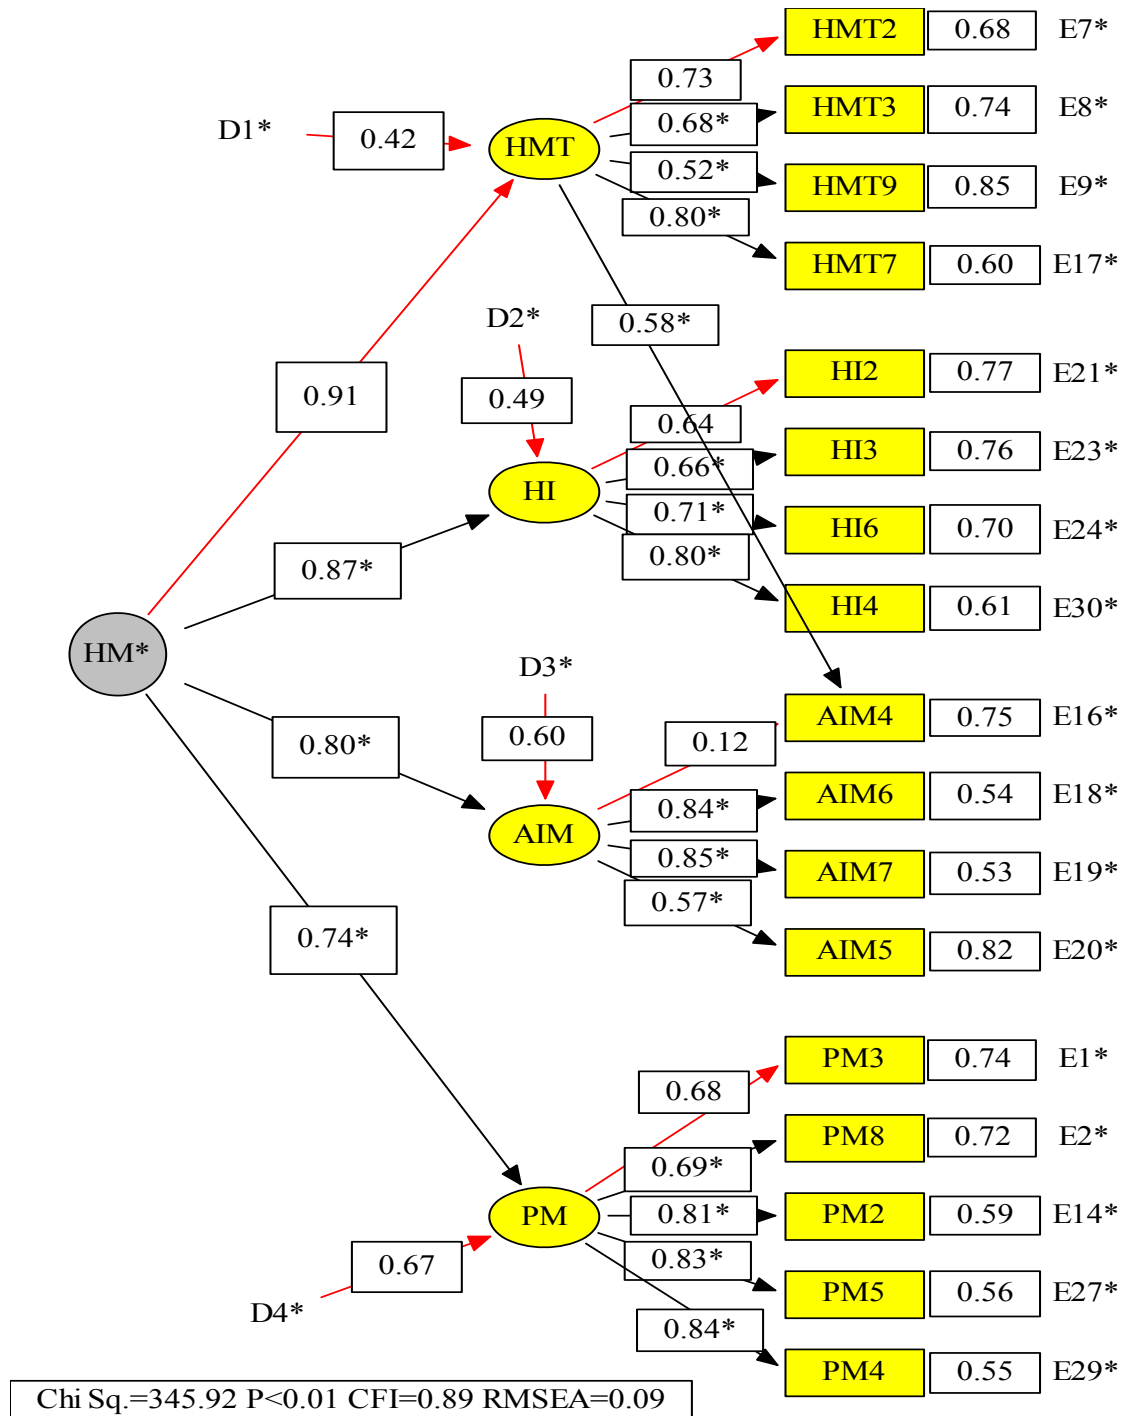 HMT2 0.68 E7*
0.73
D1* 0.42 HMT 0.68* HMT3 0.74 E8*
0.52* HMT9 0.85 E9*
0.80* HMT7 0.60 E17*
D2* 0.58*
0.91 0.49 HI2 0.77 E21*
0.64
HI 0.66* HI3 0.76 E23*
0.71* HI6 0.70 E24*
0.87* 0.80* HI4 0.61 E30*
HM* D3*
0.80* 0.60 0.12 AIM4 0.75 E16*
AIM 0.84* AIM6 0.54 E18*
0.85* AIM7 0.53 E19*
0.57*
0.74* AIM5 0.82 E20*
PM3 0.74 E1*
0.68
PM8 0.72 E2*
0.69*
PM 0.81* PM2 0.59 E14*
0.67 0.83* PM5 0.56 E27*
D4* 0.84*
PM4 0.55 E29*
Chi Sq.=345.92 P<0.01 CFI=0.89 RMSEA=0.09